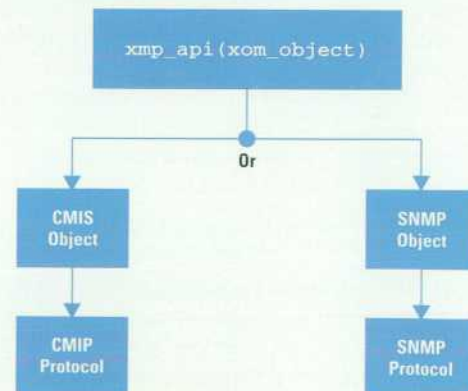 xmp_api(xom_object)
Or
CMIS
Object
SNMP
Object
CMIP
Protocol
SNMP
Protocol